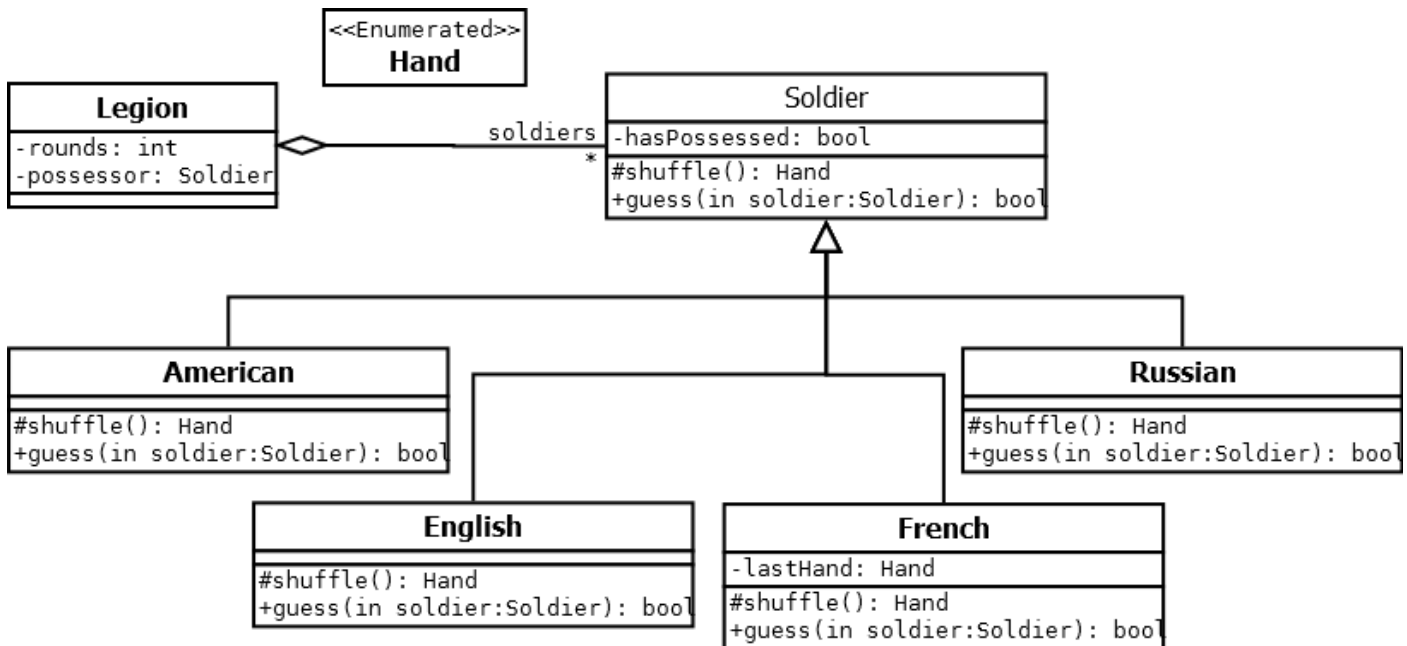 <<Enumerated>>
Hand
Legion
-rounds: int
-possessor: Soldier
soldiers
*
Soldier
-hasPossessed: bool
#shuffle(): Hand
+guess(in soldier:Soldier): bool
American
#shuffle(): Hand
+guess(in soldier:Soldier): bool
Russian
#shuffle(): Hand
+guess(in soldier:Soldier): bool
English
#shuffle(): Hand
+guess(in soldier:Soldier): bool
French
-lastHand: Hand
#shuffle(): Hand
+guess(in soldier:Soldier): bool